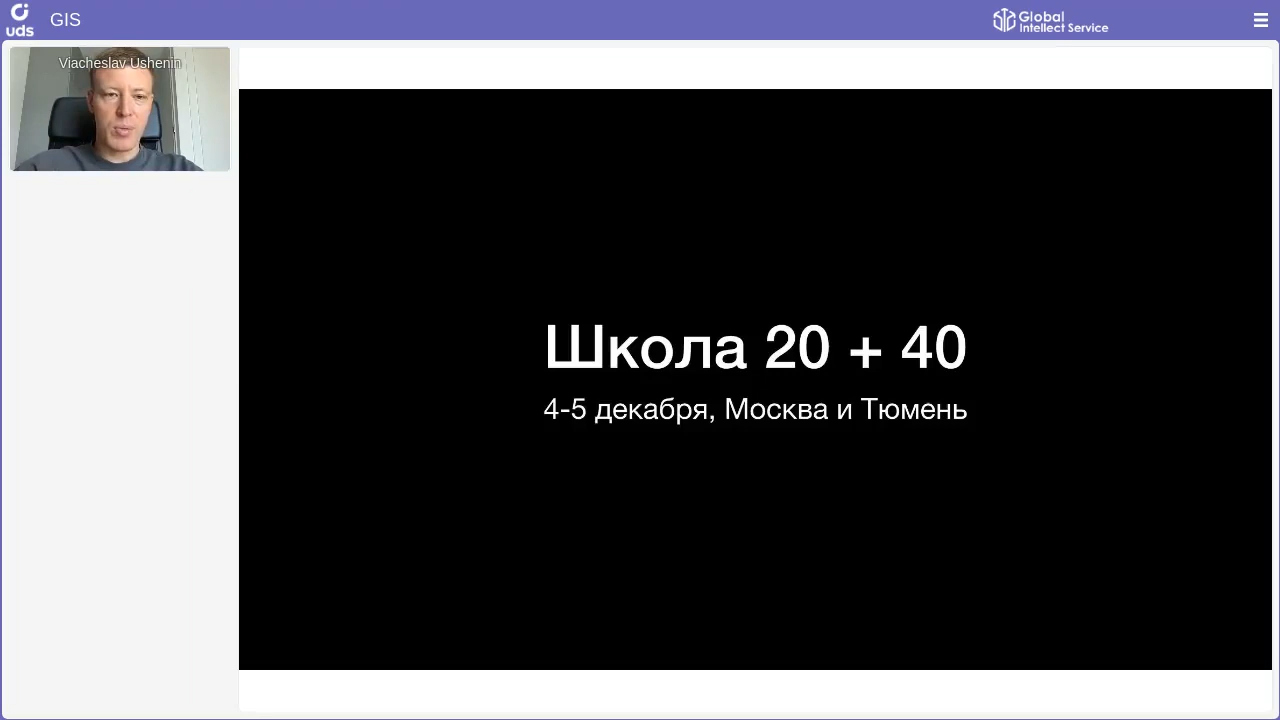 uds
GIS
Global
Intellect Service
Viacheslav Ushenin
Школа 20 + 40
4-5 декабря, Москва и Тюмень